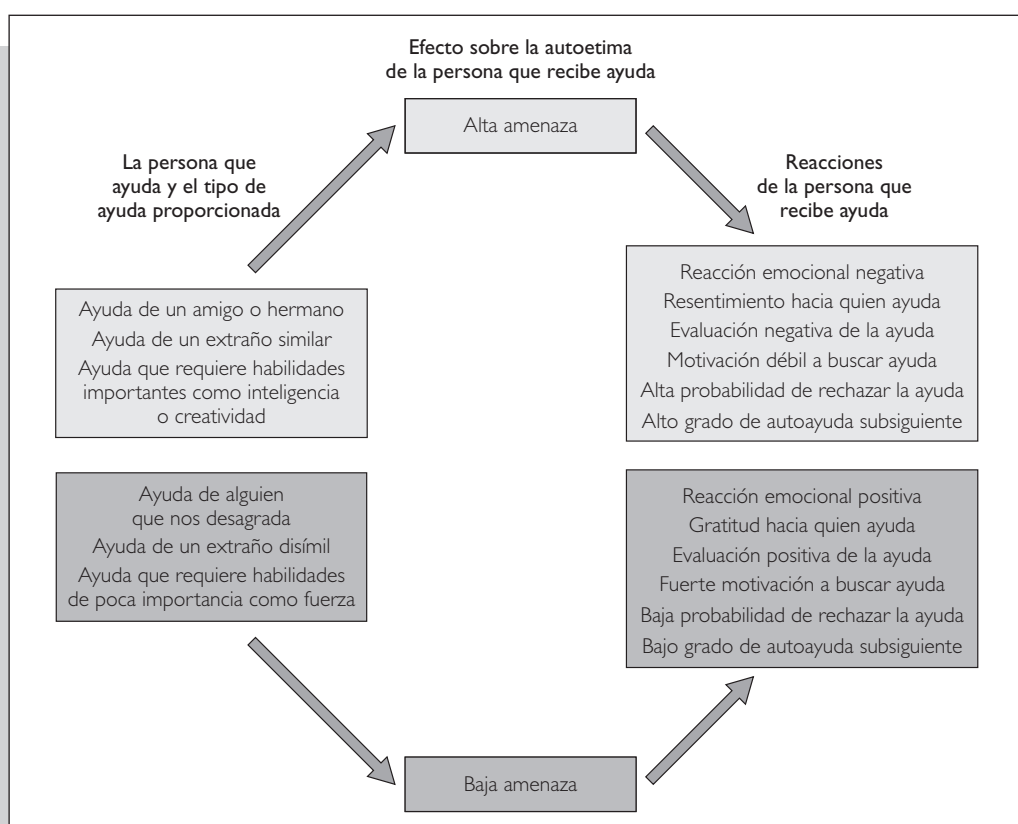 Efecto sobre la autoetima
de la persona que recibe ayuda
Alta amenaza
La persona que
ayuda y el tipo de
ayuda proporcionada
Reacciones
de la persona que
recibe ayuda
Ayuda de un amigo o hermano
Ayuda de un extraño similar
Ayuda que requiere habilidades
importantes como inteligencia
o creatividad
Reacción emocional negativa
Resentimiento hacia quien ayuda
Evaluación negativa de la ayuda
Motivación débil a buscar ayuda
Alta probabilidad de rechazar la ayuda
Alto grado de autoayuda subsiguiente
Ayuda de alguien
que nos desagrada
Ayuda de un extraño disímil
Ayuda que requiere habilidades
de poca importancia como fuerza
Reacción emocional positiva
Gratitud hacia quien ayuda
Evaluación positiva de la ayuda
Fuerte motivación a buscar ayuda
Baja probabilidad de rechazar la ayuda
Bajo grado de autoayuda subsiguiente
Baja amenaza